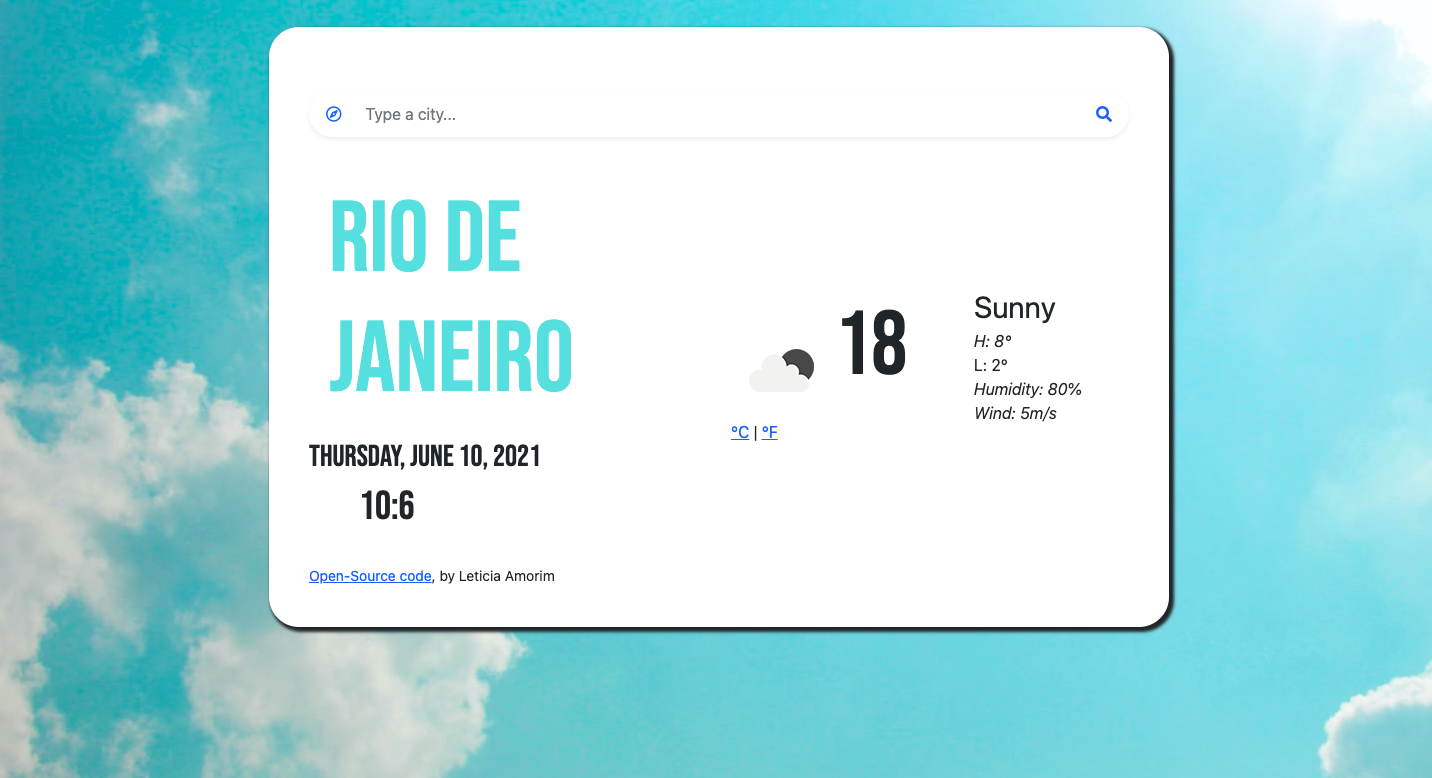 Type a city...
RIO DE
JANEIRO
THURSDAY, JUNE 10, 2021
10:6
18
°C | °F
Sunny
H: 8°
L: 2°
Humidity: 80%
Wind: 5m/s
Open-Source code, by Leticia Amorim